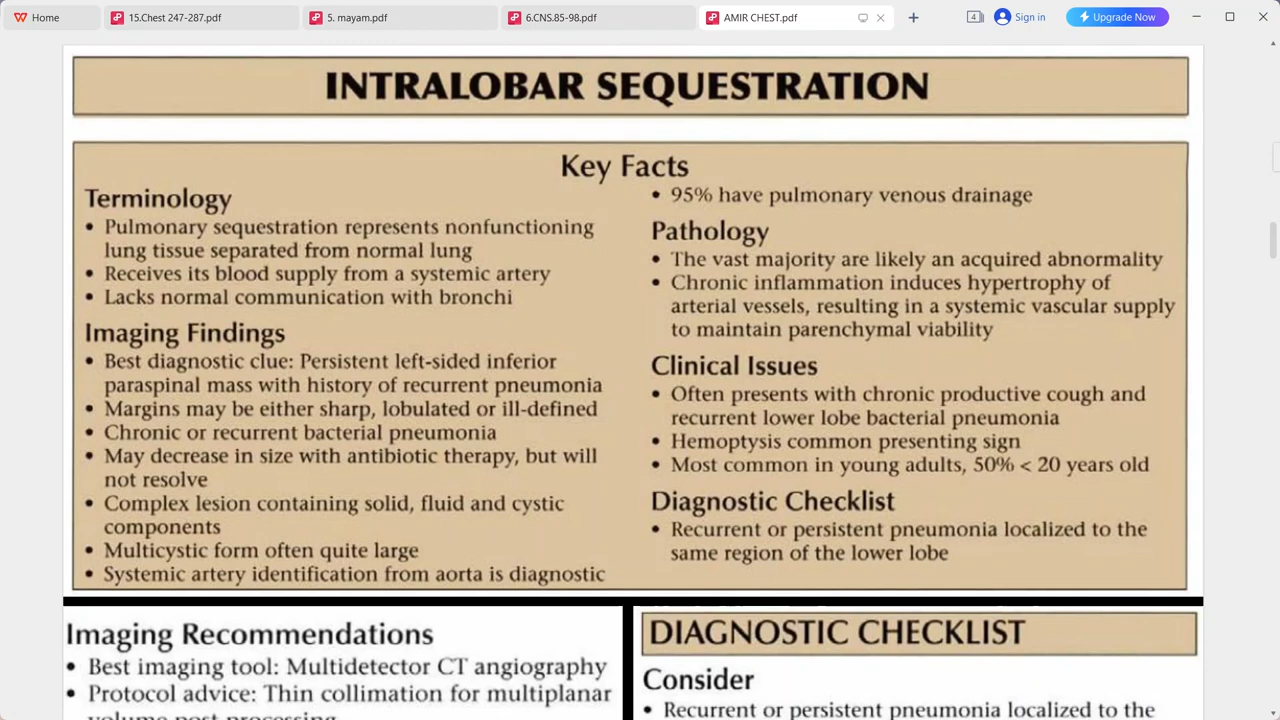 Home
15.Chest 247-287.pdf
5. mayam.pdf
6.CNS.85-98.pdf
AMIR CHEST.pdf
4
Sign in
Upgrade Now
INTRALOBAR SEQUESTRATION
Key Facts
Terminology
• Pulmonary sequestration represents nonfunctioning
lung tissue separated from normal lung
• Receives its blood supply from a systemic artery
• Lacks normal communication with bronchi
Imaging Findings
• Best diagnostic clue: Persistent left-sided inferior
paraspinal mass with history of recurrent pneumonia
• Margins may be either sharp, lobulated or ill-defined
• Chronic or recurrent bacterial pneumonia
• May decrease in size with antibiotic therapy, but will
not resolve
• Complex lesion containing solid, fluid and cystic
components
• Multicystic form often quite large
• Systemic artery identification from aorta is diagnostic
• 95% have pulmonary venous drainage
Pathology
• The vast majority are likely an acquired abnormality
• Chronic inflammation induces hypertrophy of
arterial vessels, resulting in a systemic vascular supply
to maintain parenchymal viability
Clinical Issues
• Often presents with chronic productive cough and
recurrent lower lobe bacterial pneumonia
• Hemoptysis common presenting sign
• Most common in young adults, 50% < 20 years old
Diagnostic Checklist
• Recurrent or persistent pneumonia localized to the
same region of the lower lobe
Imaging Recommendations
• Best imaging tool: Multidetector CT angiography
• Protocol advice: Thin collimation for multiplanar
volume post processing
DIAGNOSTIC CHECKLIST
Consider
• Recurrent or persistent pneumonia localized to the